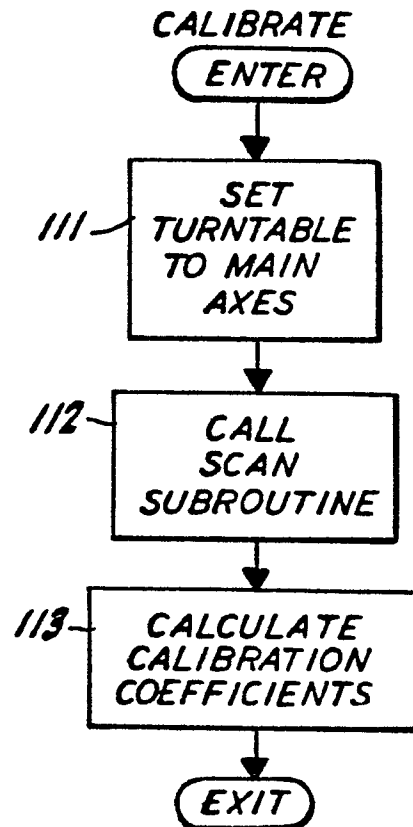 CALIBRATE
ENTER
111
SET
TURNTABLE
TO MAIN
AXES
112
CALL
SCAN
SUBROUTINE
113
CALCULATE
CALIBRATION
COEFFICIENTS
EXIT